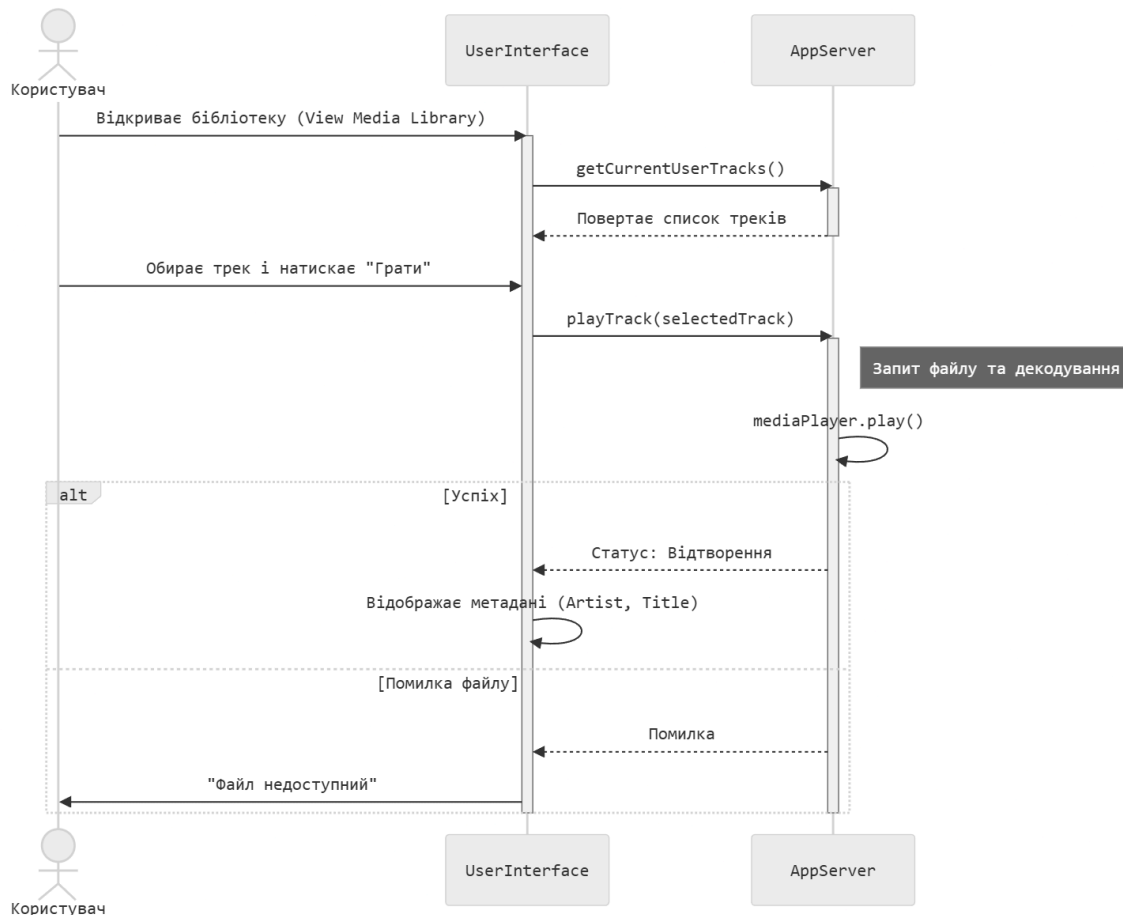 UserInterface
AppServer
Користувач
Відкриває бібліотеку (View Media Library)
getCurrentUserTracks()
Повертає список треків
Обирає трек і натискає "Грати"
playTrack(selectedTrack)
Запит файлу та декодування
mediaPlayer.play()
alt
[Успіх]
Статус: Відтворення
Відображає метадані (Artist, Title)
[Помилка файлу]
Помилка
"Файл недоступний"
UserInterface
AppServer
Користувач